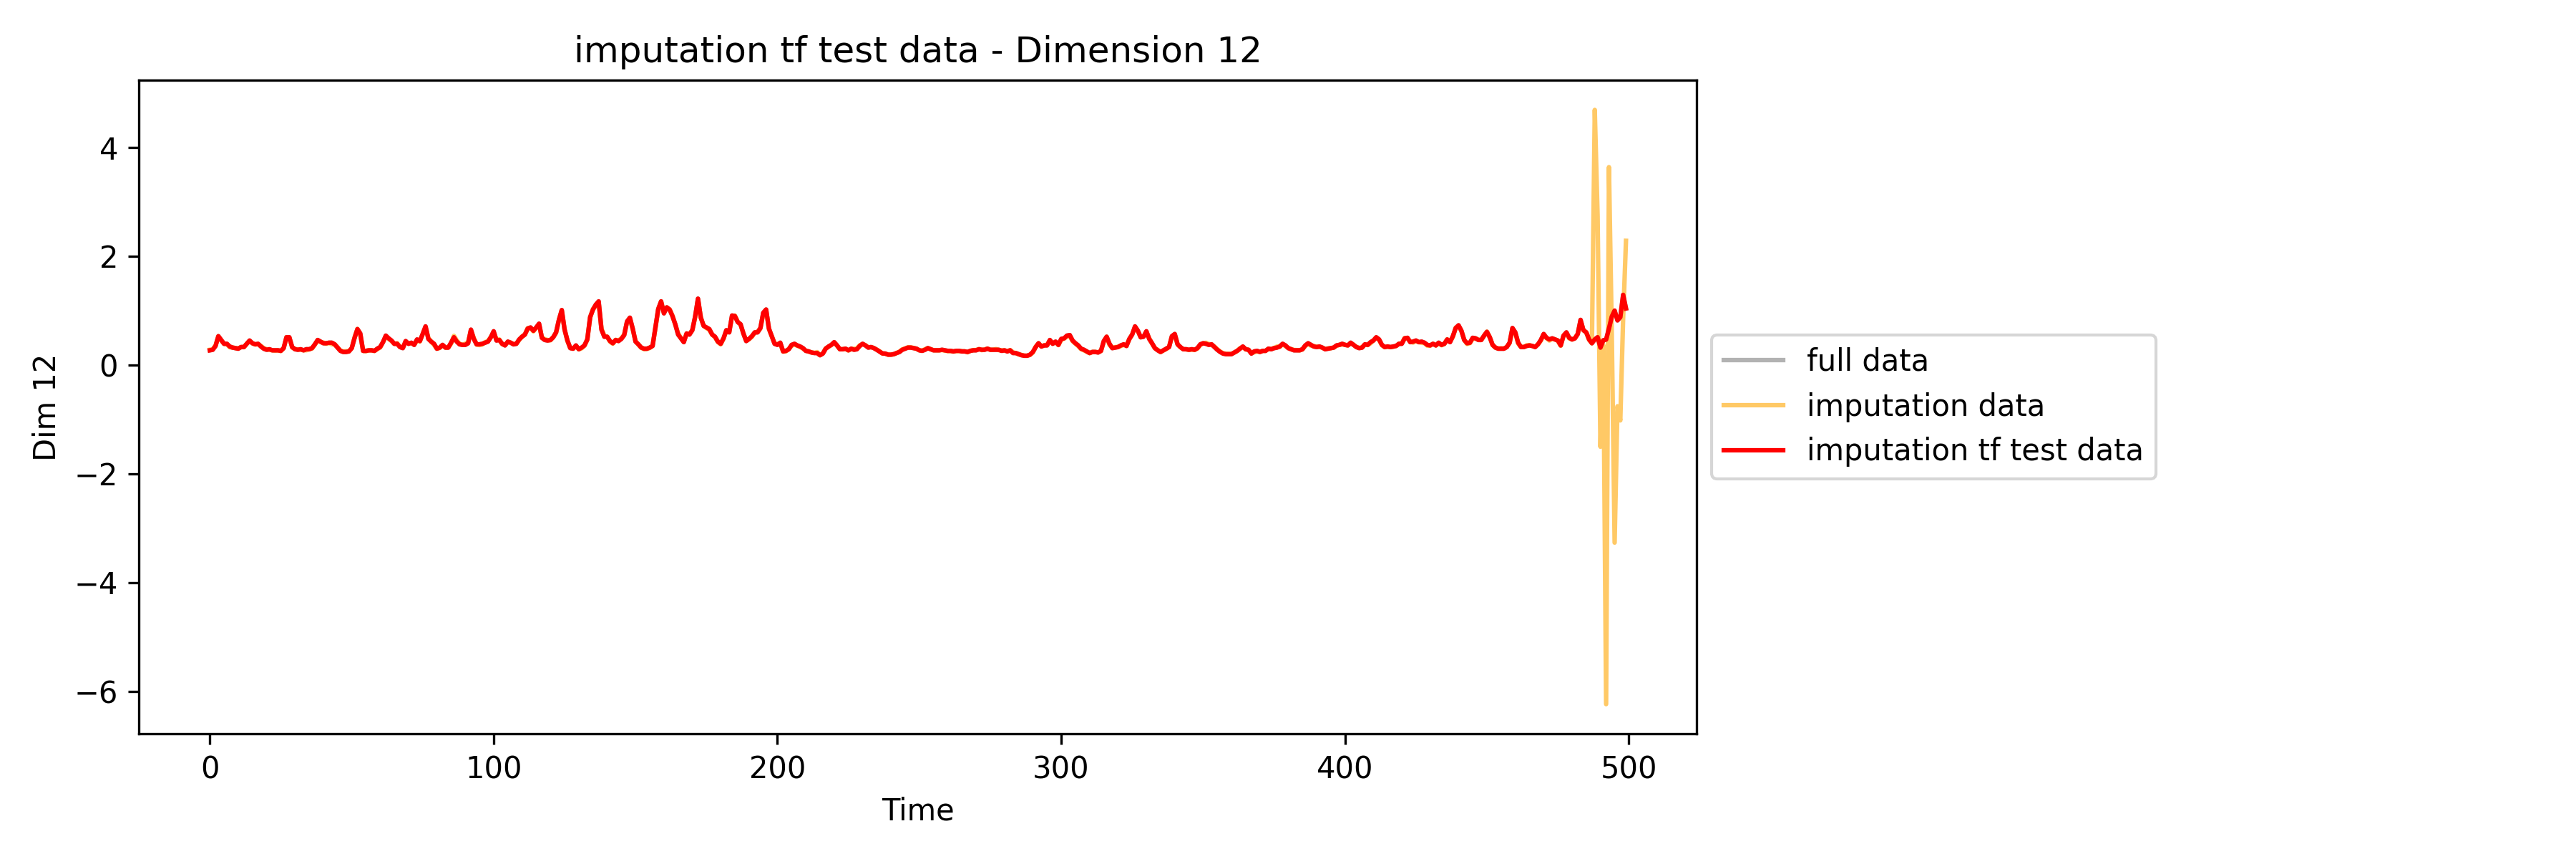 imputation tf test data - Dimension 12
4
2
0
−2
−4
−6
Dim 12
0 100 200 300 400 500
Time
full data
imputation data
imputation tf test data